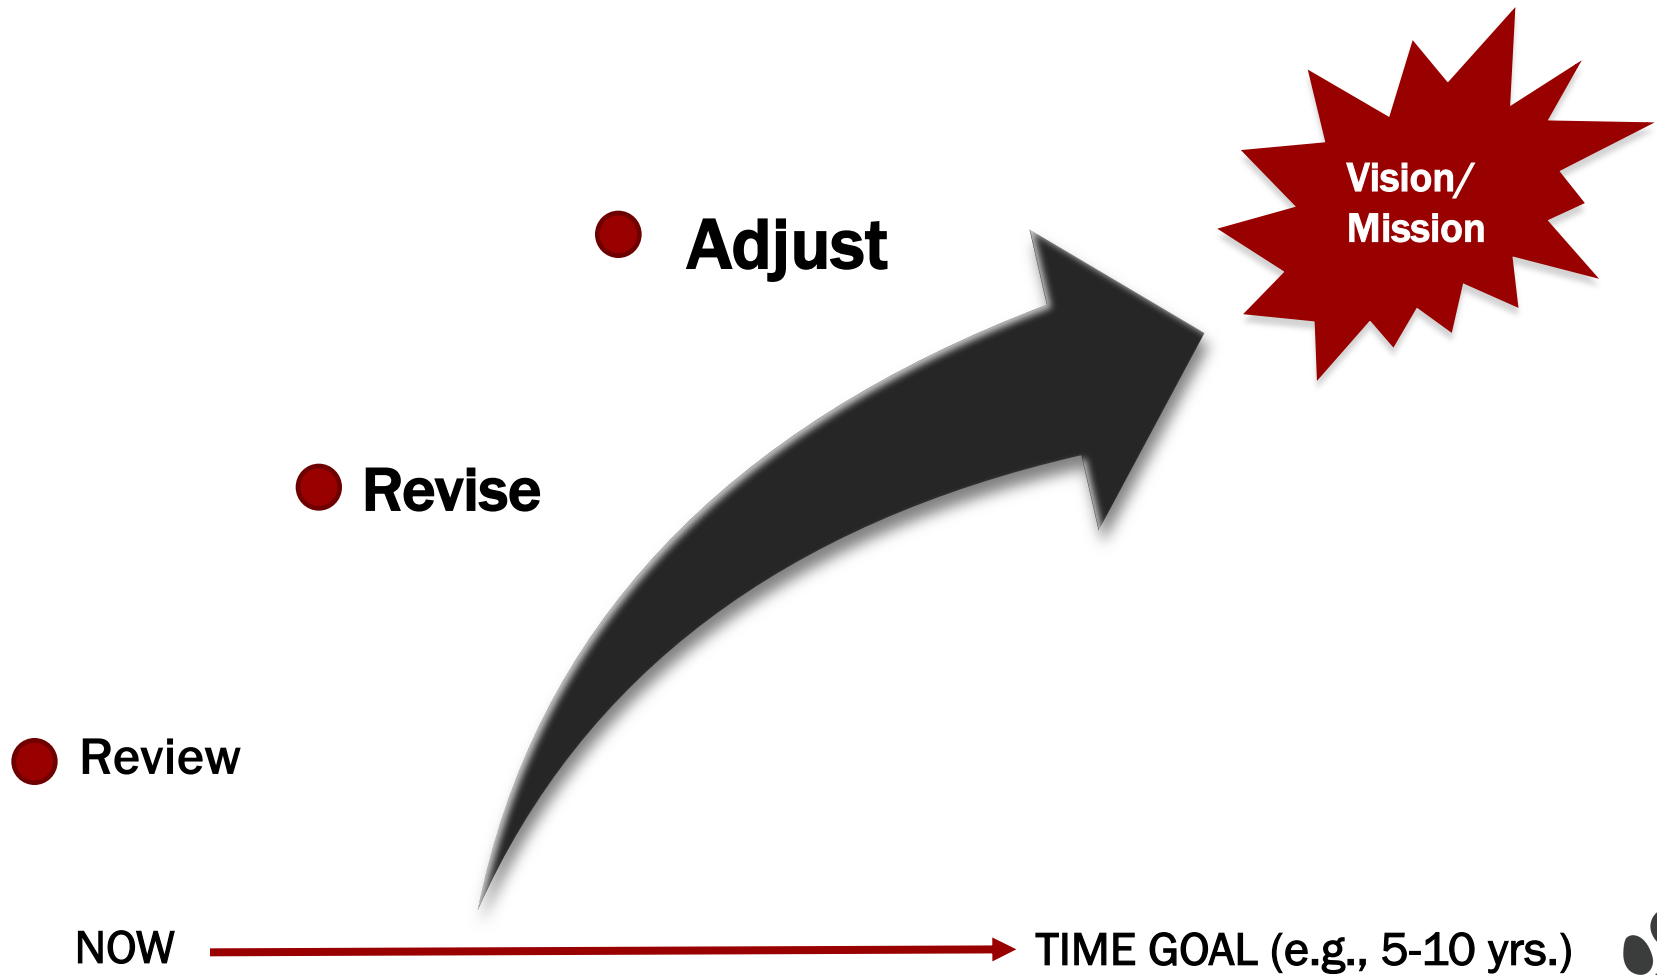 Vision/
Mission
Adjust
Revise
Review
NOW
TIME GOAL (e.g., 5-10 yrs.)